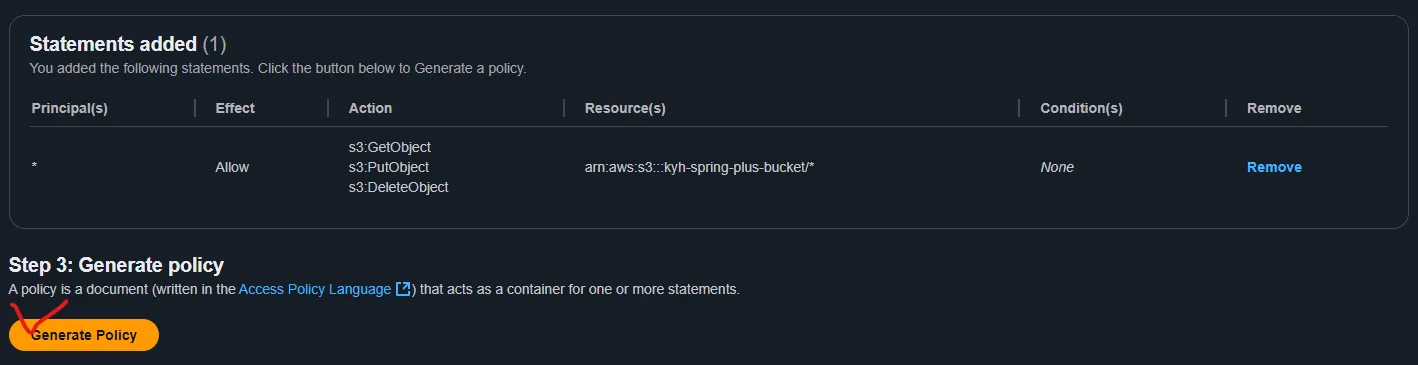 Statements added (1)
You added the following statements. Click the button below to Generate a policy.
Principal(s) Effect Action Resource(s) Condition(s) Remove
s3:GetObject
* Allow s3:PutObject arn:aws:s3:::kyh-spring-plus-bucket/* None Remove
s3:DeleteObject
Step 3: Generate policy
A policy is a document (written in the Access Policy Language) that acts as a container for one or more statements.
Generate Policy